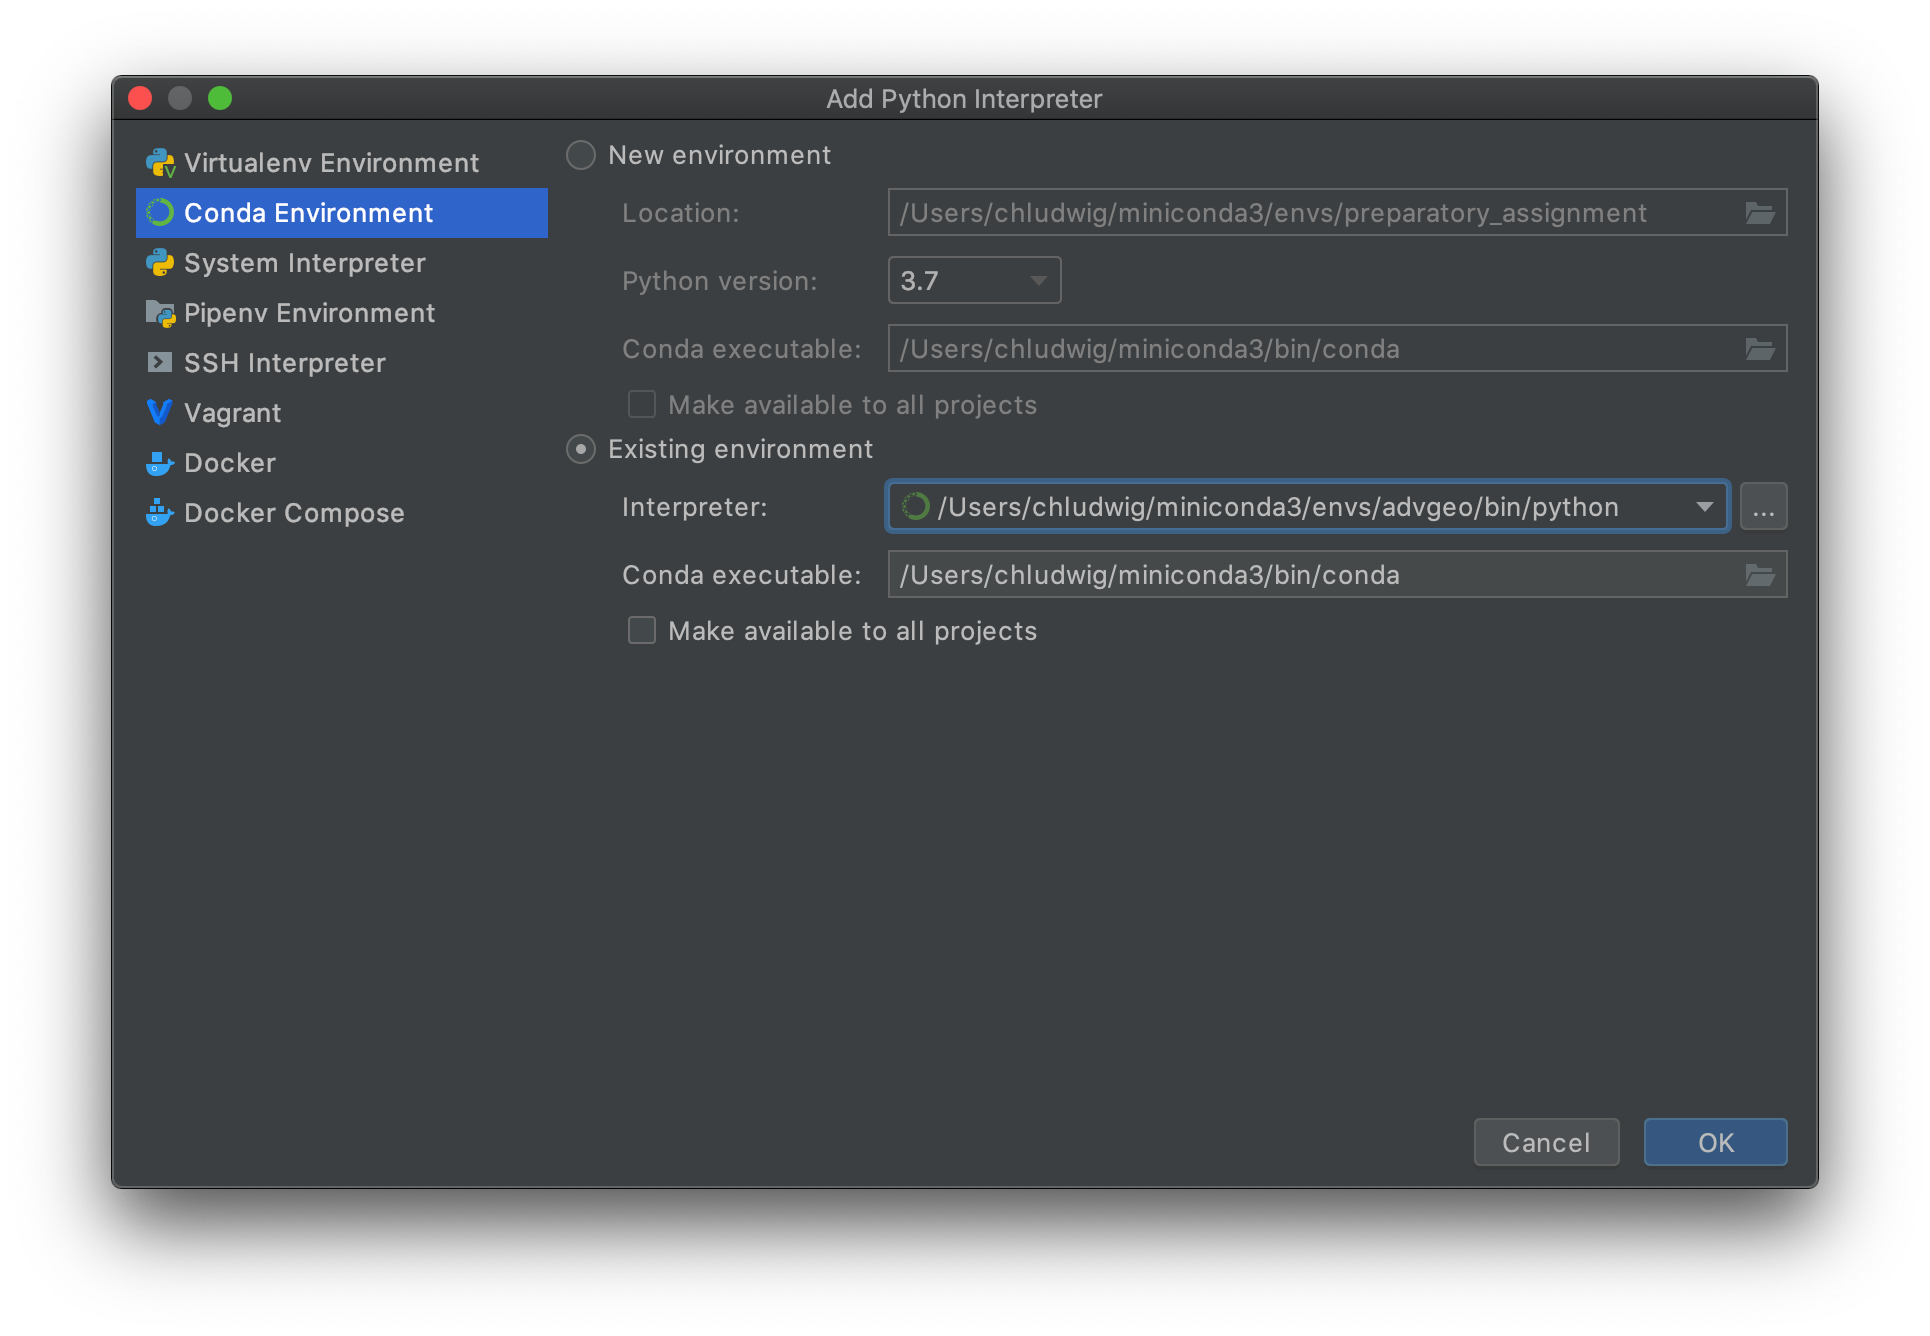 Add Python Interpreter
Virtualenv Environment
Conda Environment
System Interpreter
Pipenv Environment
SSH Interpreter
Vagrant
Docker
Docker Compose
New environment
Location: /Users/chludwig/miniconda3/envs/preparatory_assignment
Python version: 3.7
Conda executable: /Users/chludwig/miniconda3/bin/conda
Make available to all projects
Existing environment
Interpreter: /Users/chludwig/miniconda3/envs/advgeo/bin/python ...
Conda executable: /Users/chludwig/miniconda3/bin/conda
Make available to all projects
Cancel OK